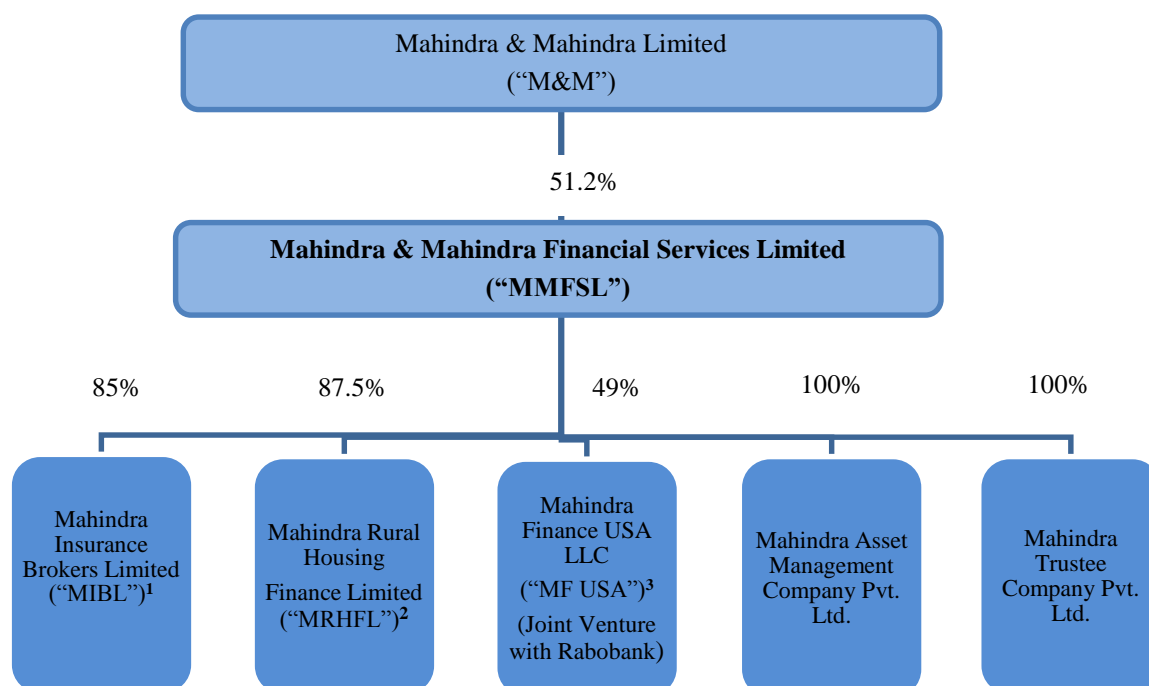 Mahindra & Mahindra Limited
(“M&M”)
51.2%
Mahindra & Mahindra Financial Services Limited
(“MMFSL”)
85%
87.5%
49%
100%
100%
Mahindra
Insurance
Brokers Limited
(“MIBL”)¹
Mahindra Rural
Housing
Finance Limited
(“MRHFL”)²
Mahindra
Finance USA
LLC
(“MF USA”)³
(Joint Venture
with Rabobank)
Mahindra Asset
Management
Company Pvt.
Ltd.
Mahindra
Trustee
Company Pvt.
Ltd.